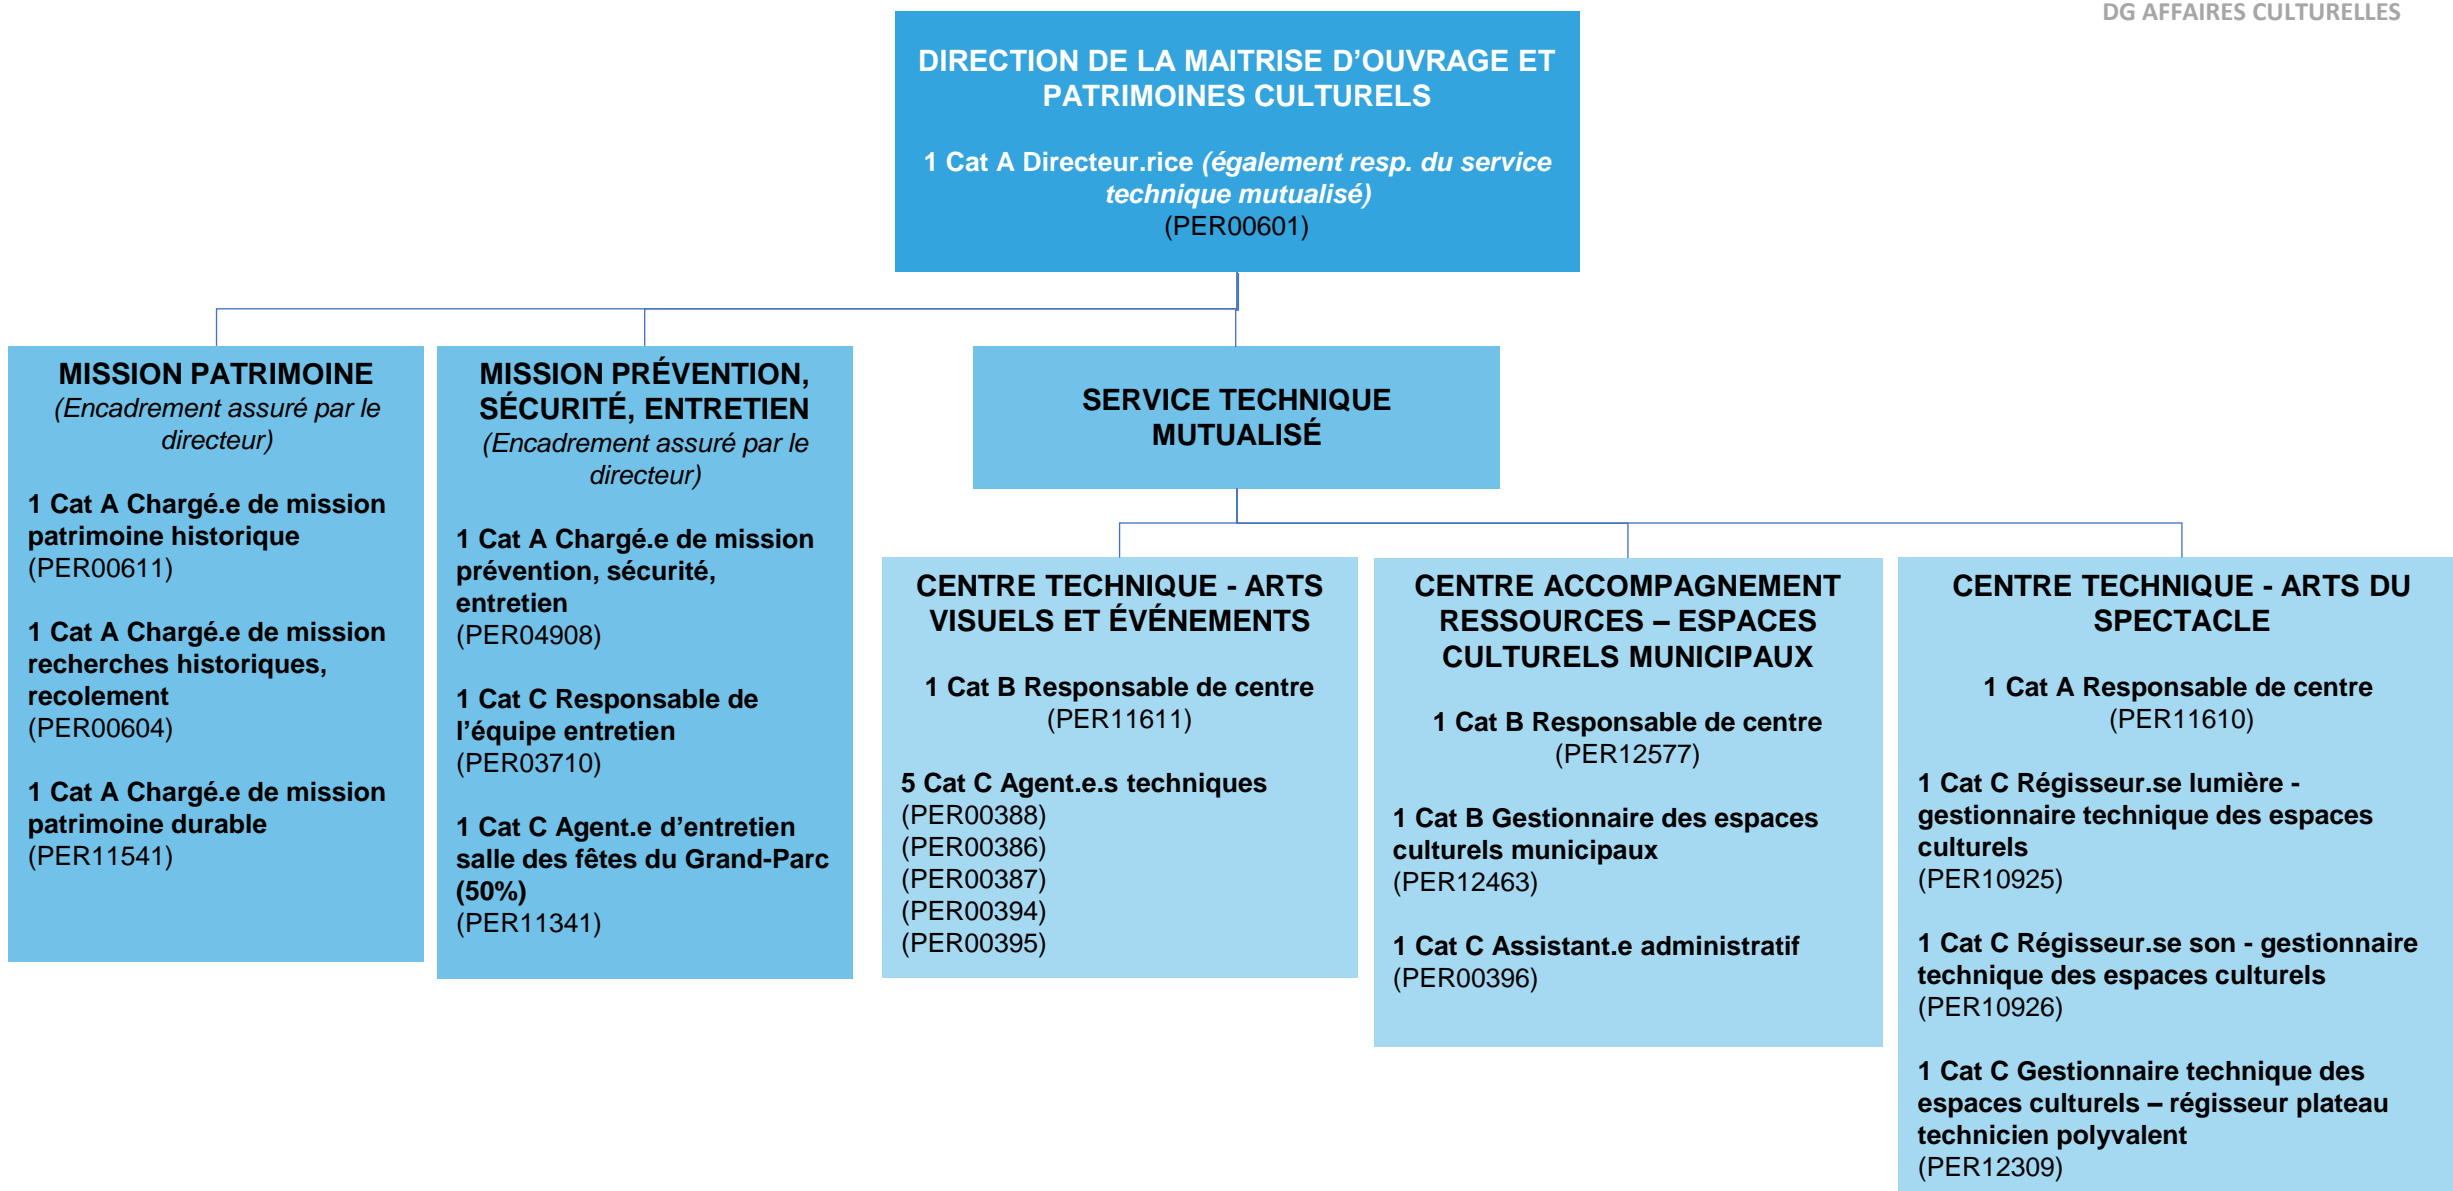 DG AFFAIRES CULTURELLES
DIRECTION DE LA MAITRISE D’OUVRAGE ET
PATRIMOINES CULTURELS
1 Cat A Directeur.rice (également resp. du service
technique mutualisé)
(PER00601)
MISSION PATRIMOINE
(Encadrement assuré par le
directeur)
1 Cat A Chargé.e de mission
patrimoine historique
(PER00611)
1 Cat A Chargé.e de mission
recherches historiques,
recolement
(PER00604)
1 Cat A Chargé.e de mission
patrimoine durable
(PER11541)
MISSION PRÉVENTION,
SÉCURITÉ, ENTRETIEN
(Encadrement assuré par le
directeur)
1 Cat A Chargé.e de mission
prévention, sécurité,
entretien
(PER04908)
1 Cat C Responsable de
l’équipe entretien
(PER03710)
1 Cat C Agent.e d’entretien
salle des fêtes du Grand-Parc
(50%)
(PER11341)
SERVICE TECHNIQUE
MUTUALISÉ
CENTRE TECHNIQUE - ARTS
VISUELS ET ÉVÉNEMENTS
1 Cat B Responsable de centre
(PER11611)
5 Cat C Agent.e.s techniques
(PER00388)
(PER00386)
(PER00387)
(PER00394)
(PER00395)
CENTRE ACCOMPAGNEMENT
RESSOURCES – ESPACES
CULTURELS MUNICIPAUX
1 Cat B Responsable de centre
(PER12577)
1 Cat B Gestionnaire des espaces
culturels municipaux
(PER12463)
1 Cat C Assistant.e administratif
(PER00396)
CENTRE TECHNIQUE - ARTS DU
SPECTACLE
1 Cat A Responsable de centre
(PER11610)
1 Cat C Régisseur.se lumière -
gestionnaire technique des espaces
culturels
(PER10925)
1 Cat C Régisseur.se son - gestionnaire
technique des espaces culturels
(PER10926)
1 Cat C Gestionnaire technique des
espaces culturels – régisseur plateau
technicien polyvalent
(PER12309)